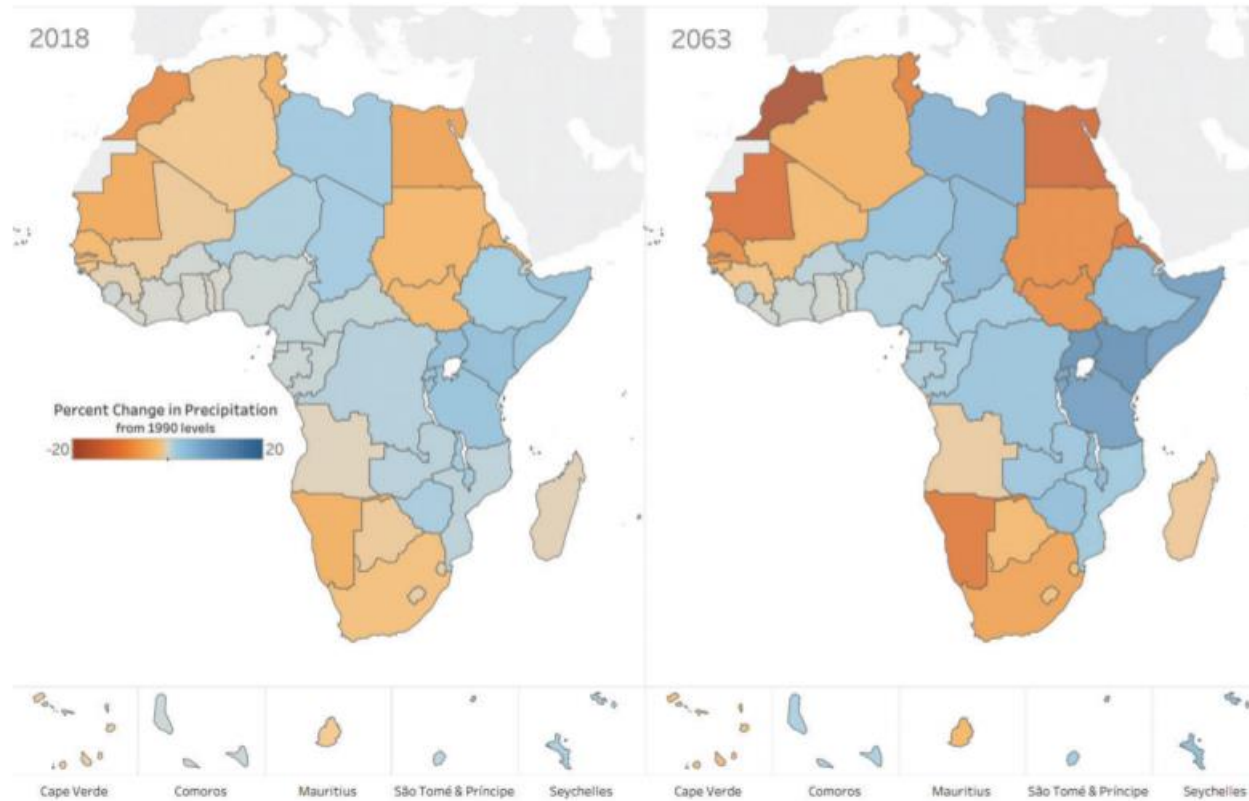 2018
2063
Percent Change in Precipitation
from 1990 levels
-20 20
Cape Verde Comoros Mauritius São Tomé & Príncipe Seychelles Cape Verde Comoros Mauritius São Tomé & Príncipe Seychelles